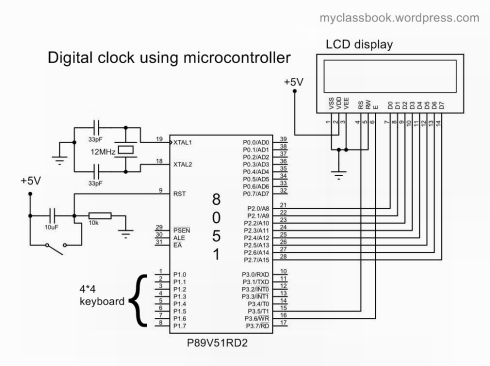 myclassbook.wordpress.com
Digital clock using microcontroller
LCD display
+5V
VSS
VDD
VEE
RS
RW
E
D0
D1
D2
D3
D4
D5
D6
D7
1
2
3
4
5
6
7
8
9
10
11
12
13
14
33pF
12MHz
33pF
19
XTAL1
18
XTAL2
9
RST
+5V
10uF
10k
29
PSEN
30
ALE
31
EA
8
0
5
1
P0.0/AD0 39
P0.1/AD1 38
P0.2/AD2 37
P0.3/AD3 36
P0.4/AD4 35
P0.5/AD5 34
P0.6/AD6 33
P0.7/AD7 32
P2.0/A8 21
P2.1/A9 22
P2.2/A10 23
P2.3/A11 24
P2.4/A12 25
P2.5/A13 26
P2.6/A14 27
P2.7/A15 28
4*4
keyboard
1 P1.0
2 P1.1
3 P1.2
4 P1.3
5 P1.4
6 P1.5
7 P1.6
8 P1.7
P3.0/RXD 10
P3.1/TXD 11
P3.2/INT0 12
P3.3/INT1 13
P3.4/T0 14
P3.5/T1 15
P3.6/WR 16
P3.7/RD 17
P89V51RD2